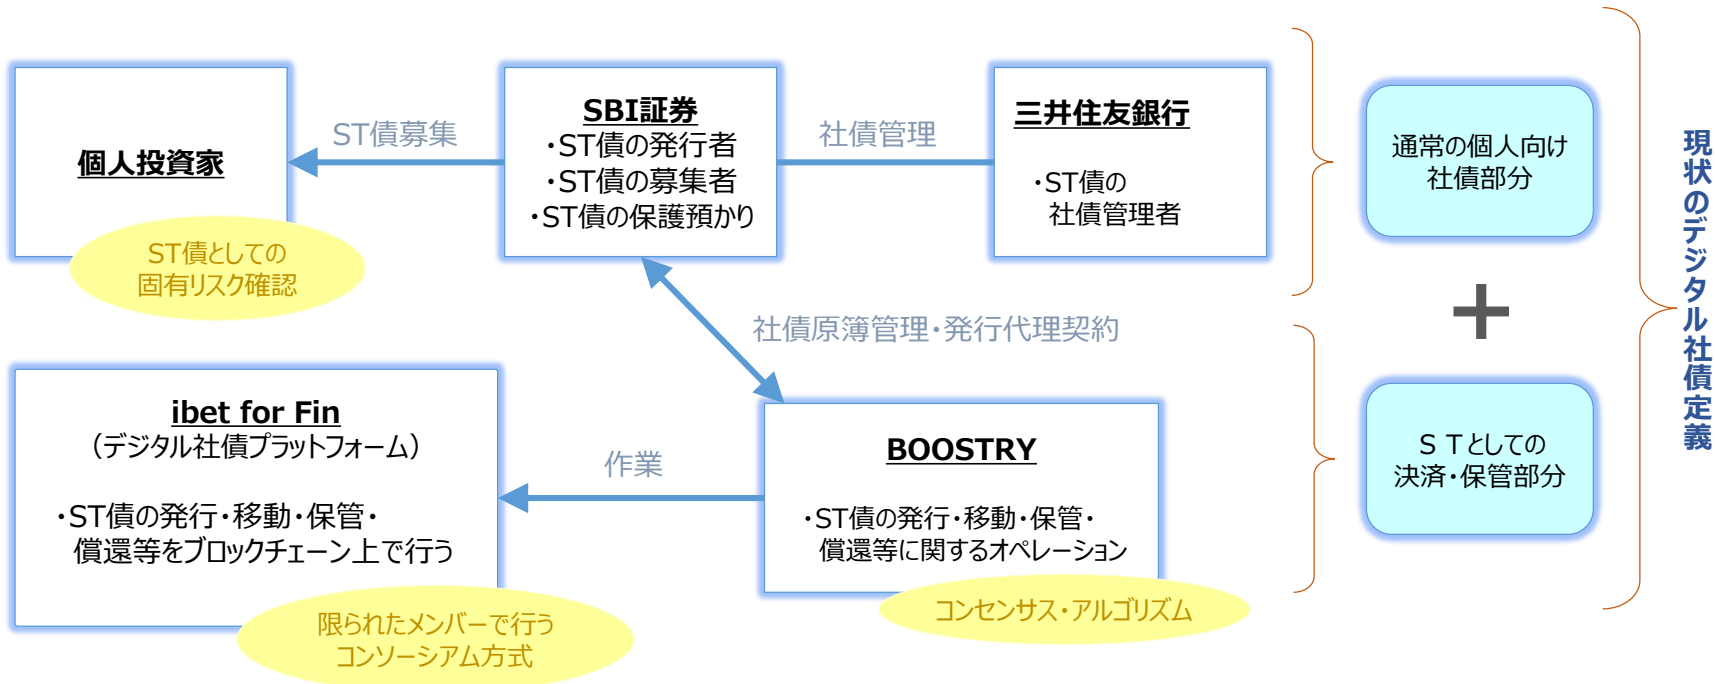 個人投資家
ST債としての
固有リスク確認
ST債募集
SBI証券
・ST債の発行者
・ST債の募集者
・ST債の保護預かり
社債管理
三井住友銀行
・ST債の
社債管理者
通常の個人向け
社債部分
社債原簿管理・発行代理契約
ibet for Fin
（デジタル社債プラットフォーム）
・ST債の発行・移動・保管・
償還等をブロックチェーン上で行う
限られたメンバーで行う
コンソーシアム方式
作業
BOOSTRY
・ST債の発行・移動・保管・
償還等に関するオペレーション
コンセンサス・アルゴリズム
＋
ＳＴとしての
決済・保管部分
現状のデジタル社債定義